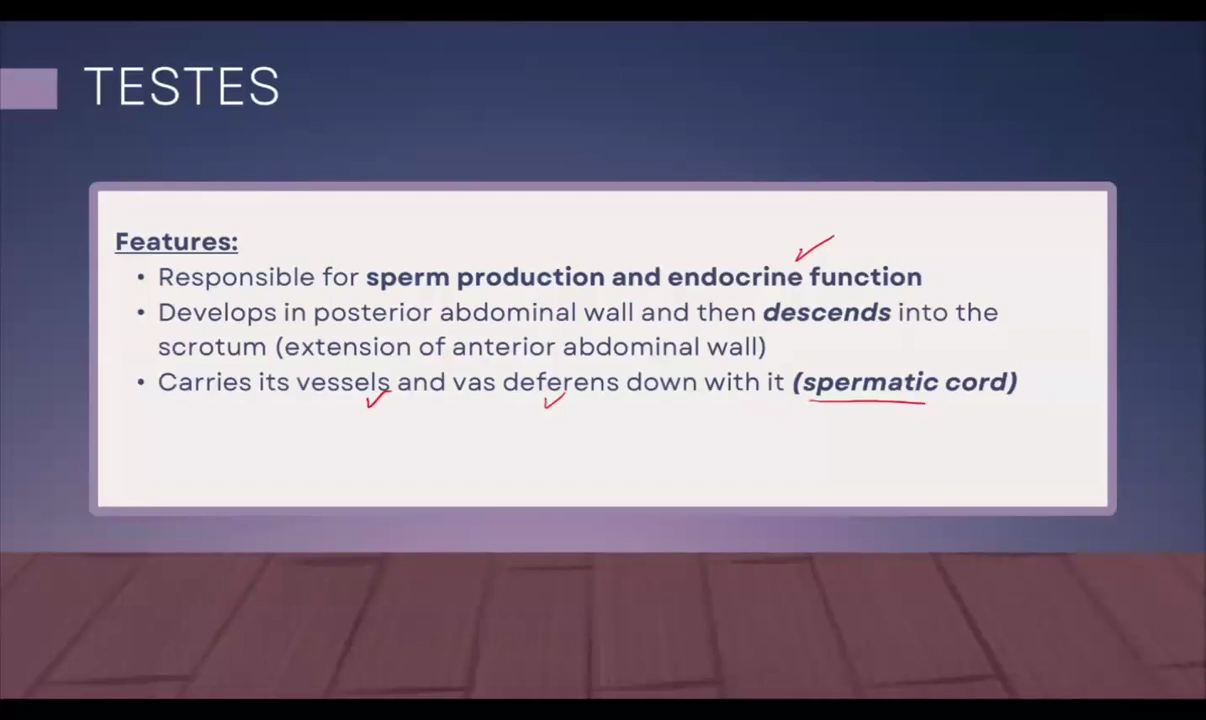 TESTES
Features:
• Responsible for sperm production and endocrine function
• Develops in posterior abdominal wall and then descends into the
scrotum (extension of anterior abdominal wall)
• Carries its vessels and vas deferens down with it (spermatic cord)